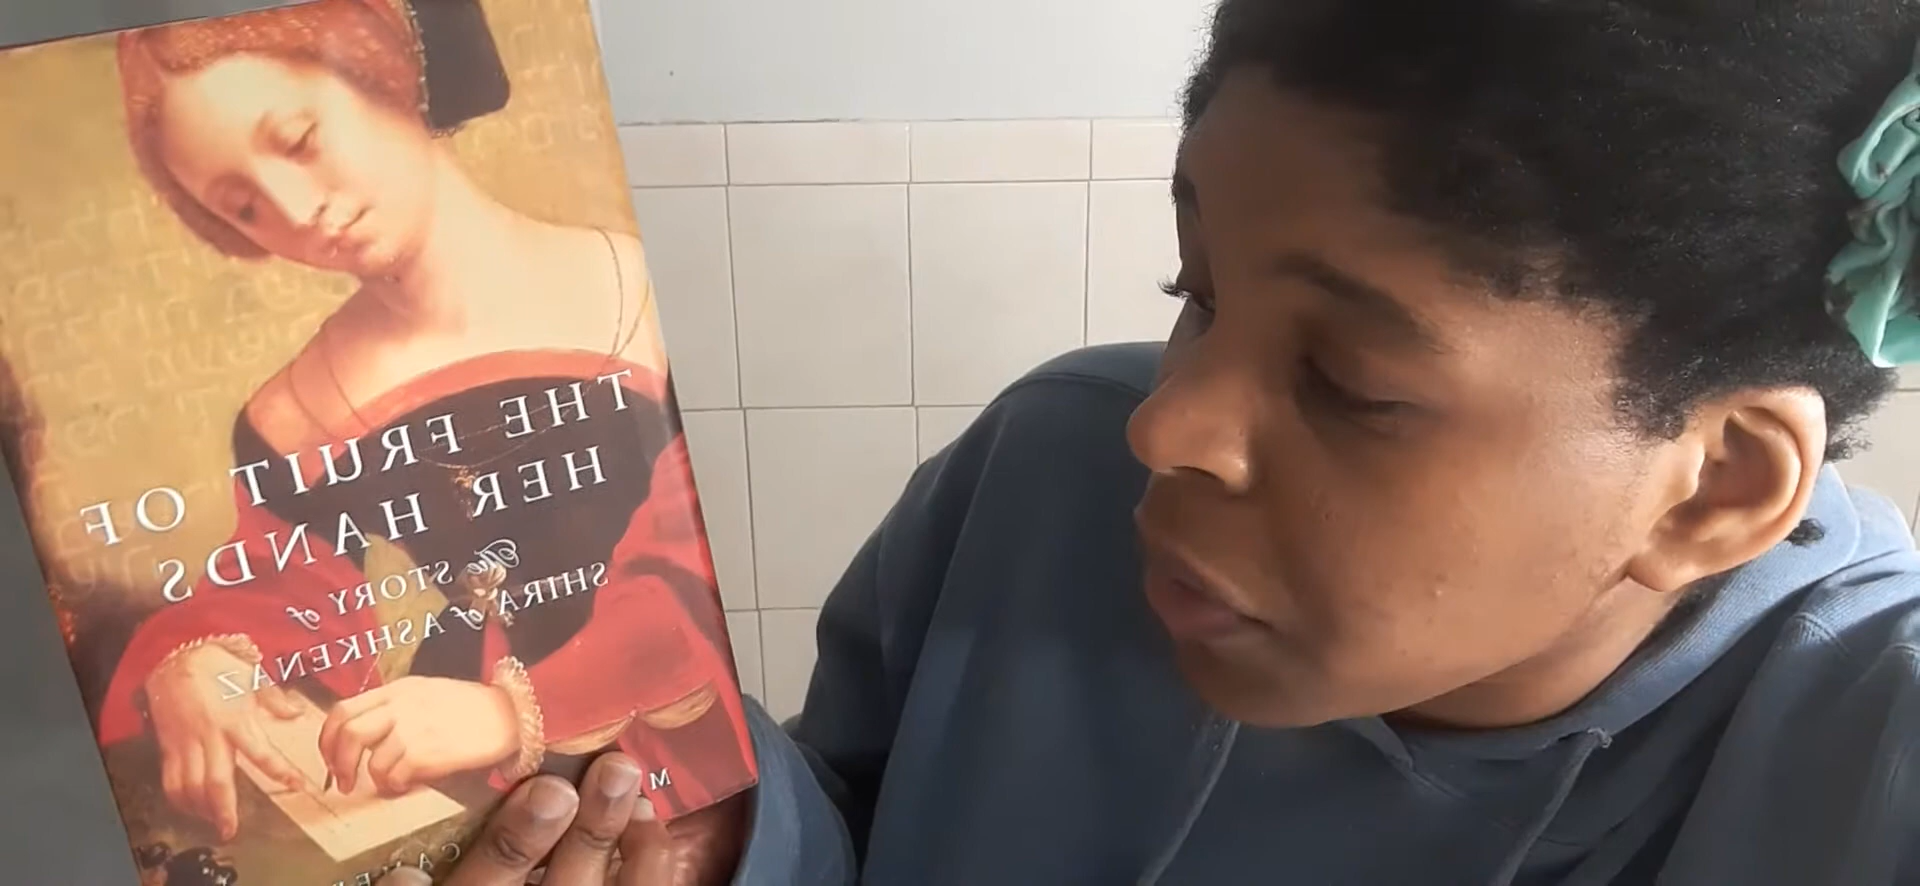 THE FRUIT OF
HER HANDS
The STORY of
SHIRA of ASHKENAZ
M